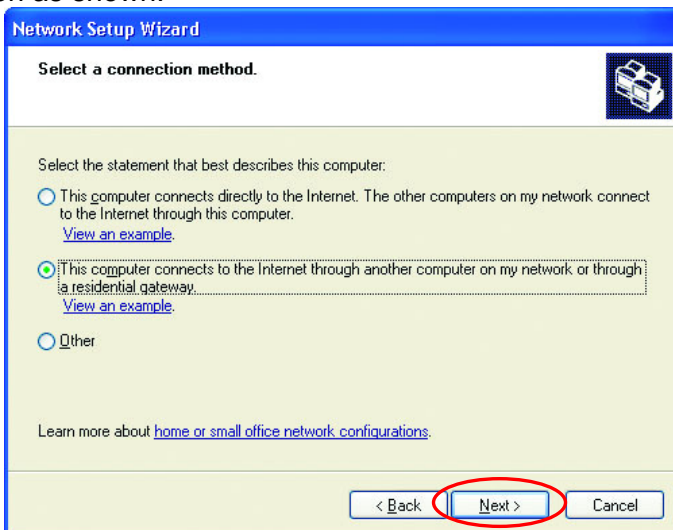 as shown.
Network Setup Wizard
Select a connection method.
Select the statement that best describes this computer:
This computer connects directly to the Internet. The other computers on my network connect
to the Internet through this computer.
View an example.
This computer connects to the Internet through another computer on my network or through
a residential gateway.
View an example.
Other
Learn more about home or small office network configurations.
< Back
Next >
Cancel